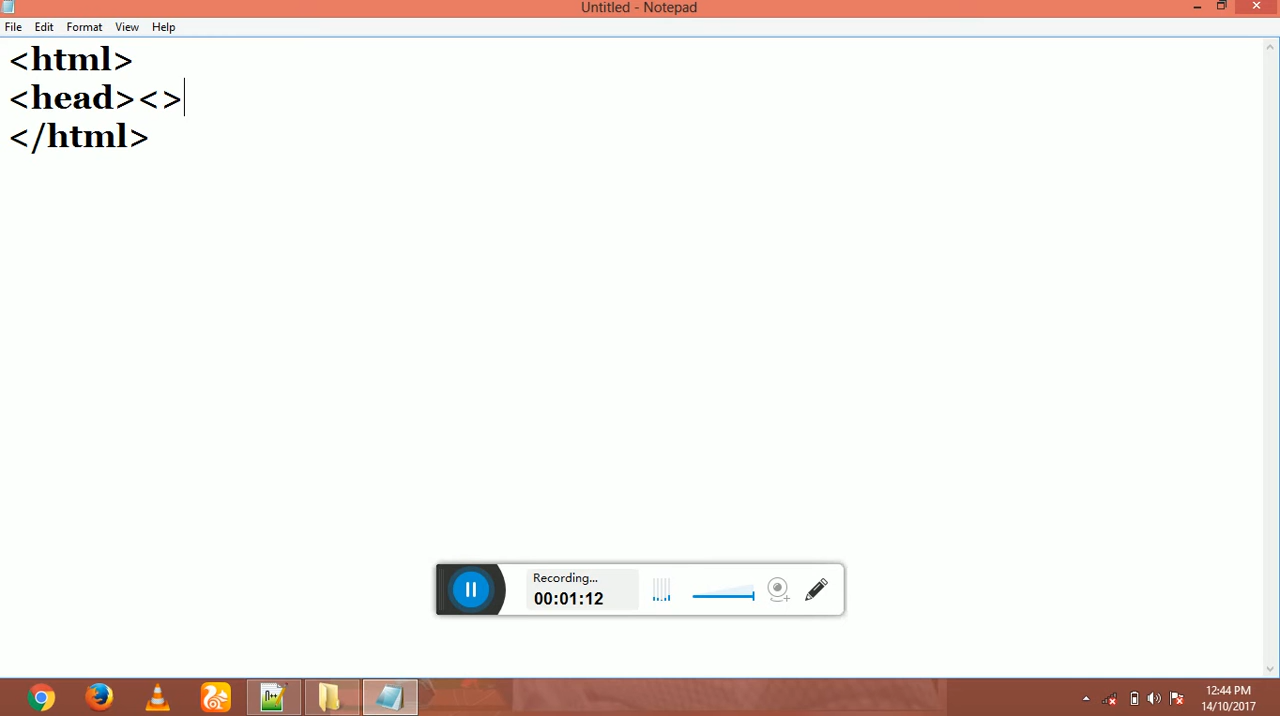 Untitled - Notepad
File Edit Format View Help
<html>
<head><>
</html>
Recording...
00:01:12
12:44 PM
14/10/2017